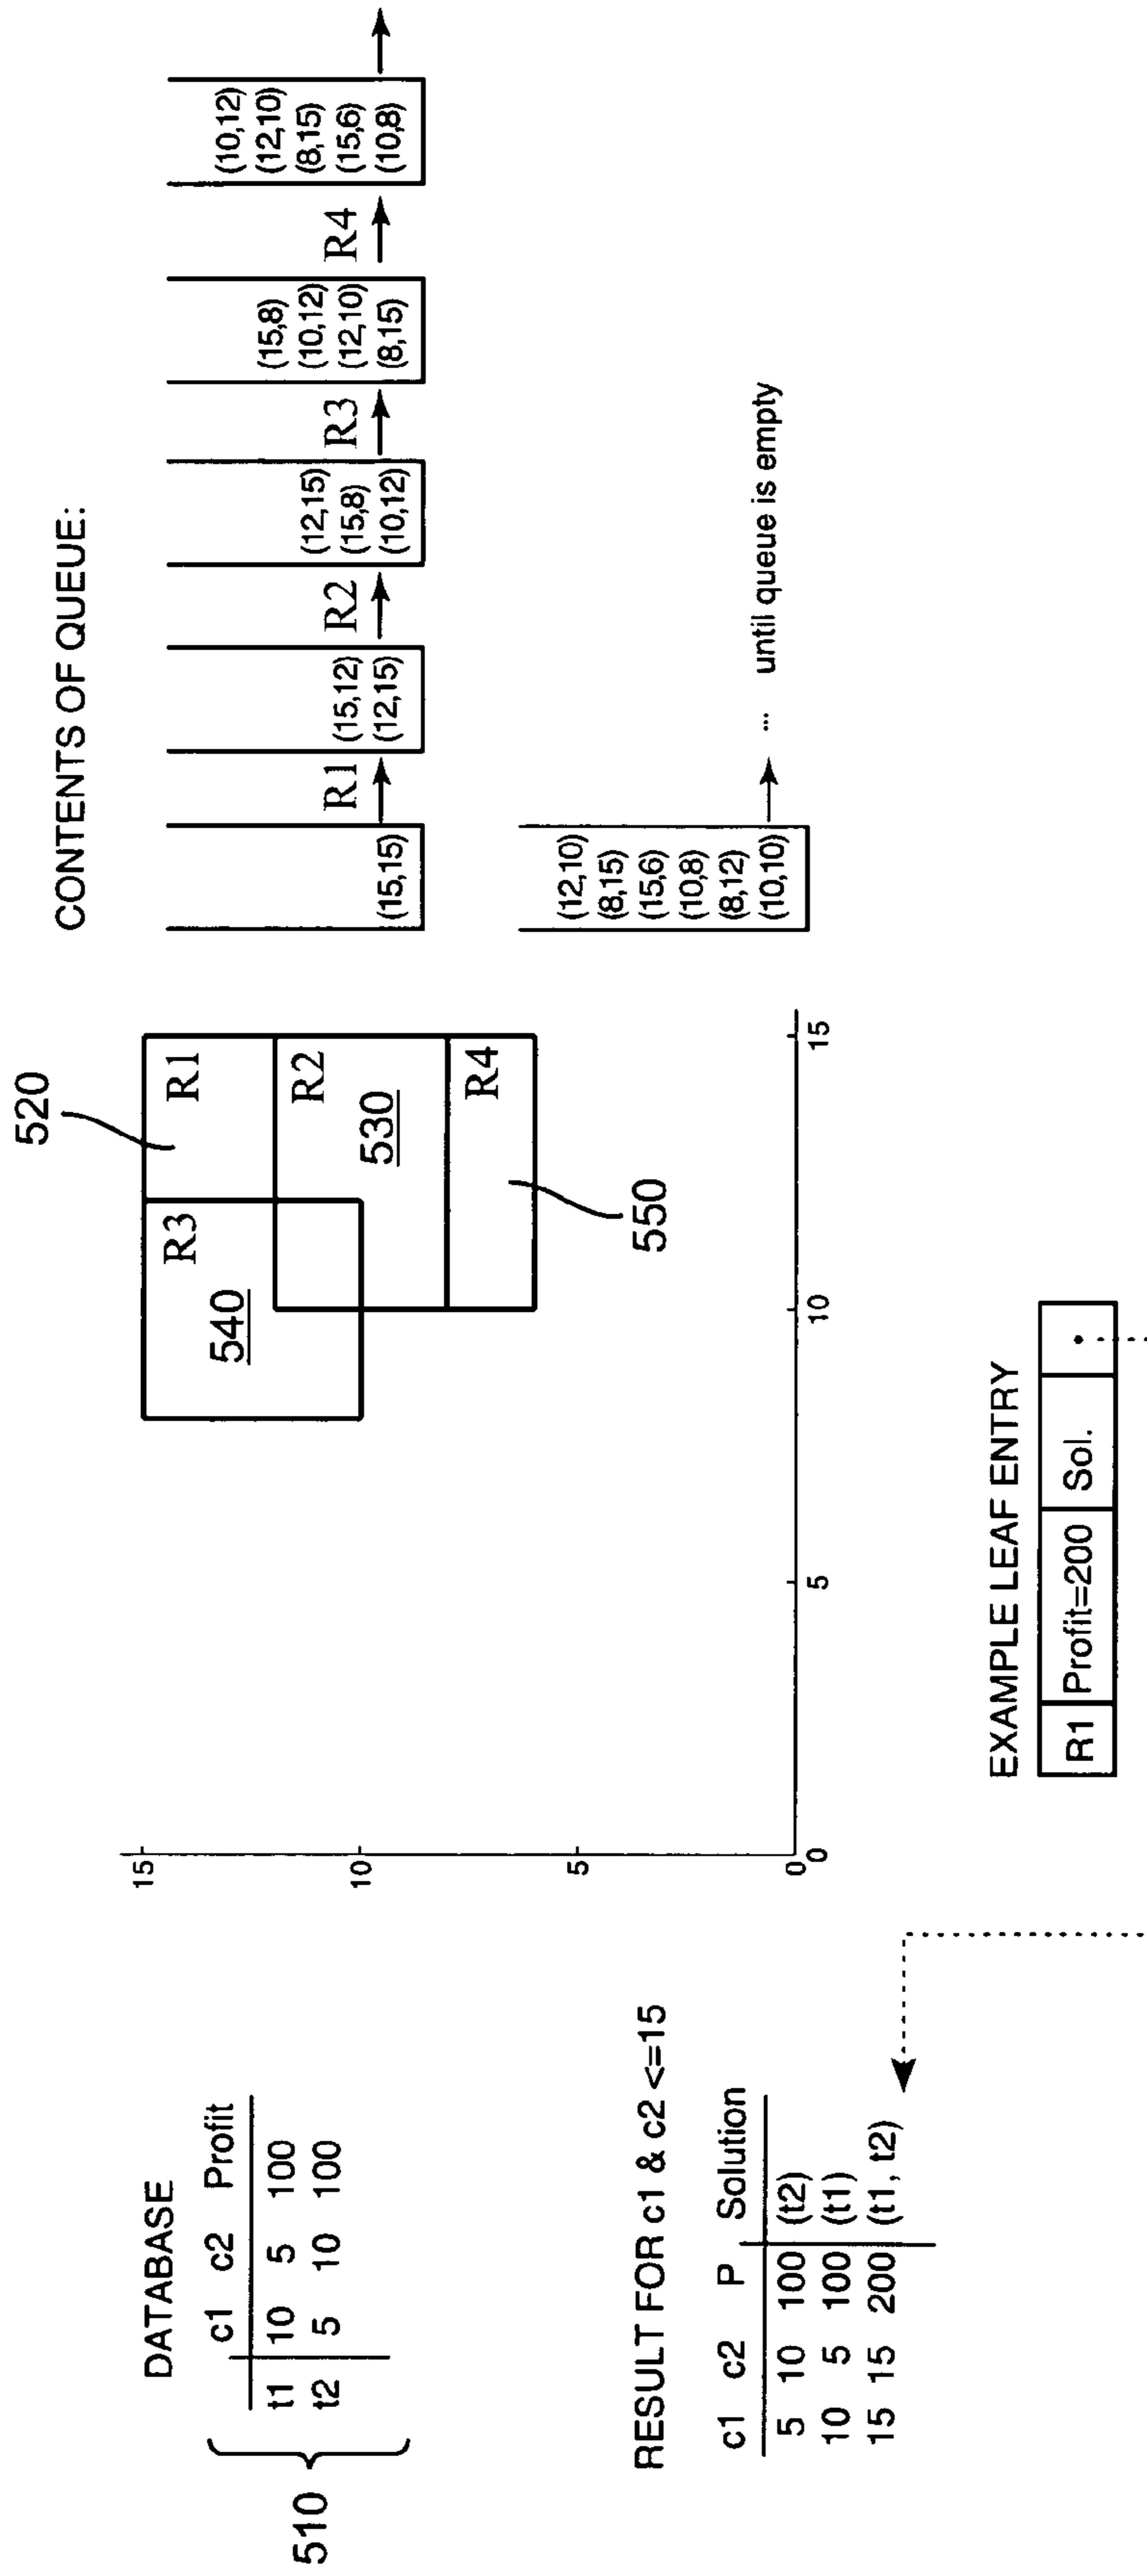 DATABASE
c1 c2 Profit
t1 10 5 100
t2 5 10 100
510
RESULT FOR c1 & c2 <=15
c1 c2 P Solution
5 10 100 (t2)
10 5 100 (t1)
15 15 200 (t1, t2)
15
10
5
0
0
5
10
15
R3
R1
540
R2
530
R4
520
550
EXAMPLE LEAF ENTRY
R1 Profit=200 Sol.
CONTENTS OF QUEUE:
(15,15)
R1
(15,12)
(12,15)
R2
(12,15)
(15,8)
(10,12)
R3
(15,8)
(10,12)
(12,10)
(8,15)
R4
(10,12)
(12,10)
(8,15)
(15,6)
(10,8)
(12,10)
(8,15)
(15,6)
(10,8)
(8,12)
(10,10)
... until queue is empty